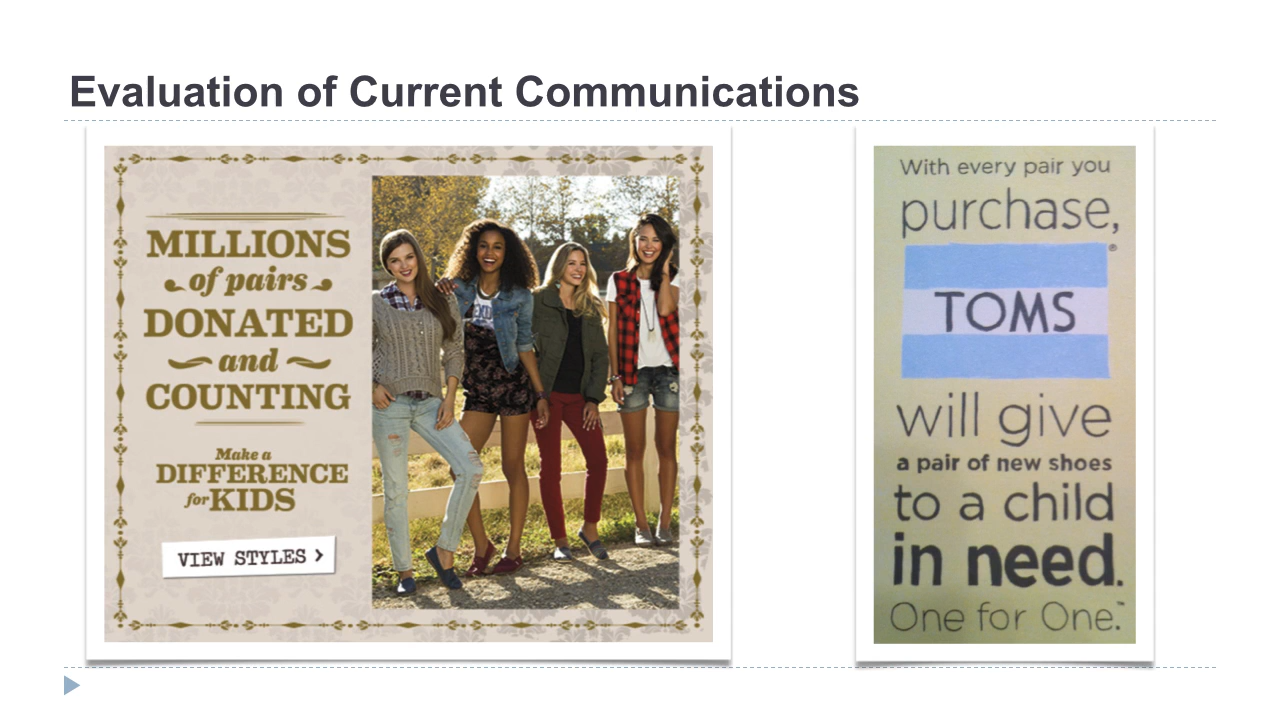 Evaluation of Current Communications
MILLIONS
of pairs
DONATED
and
COUNTING
Make a
DIFFERENCE
for KIDS
VIEW STYLES >
With every pair you
purchase,
TOMS®
will give
a pair of new shoes
to a child
in need.
One for One.™